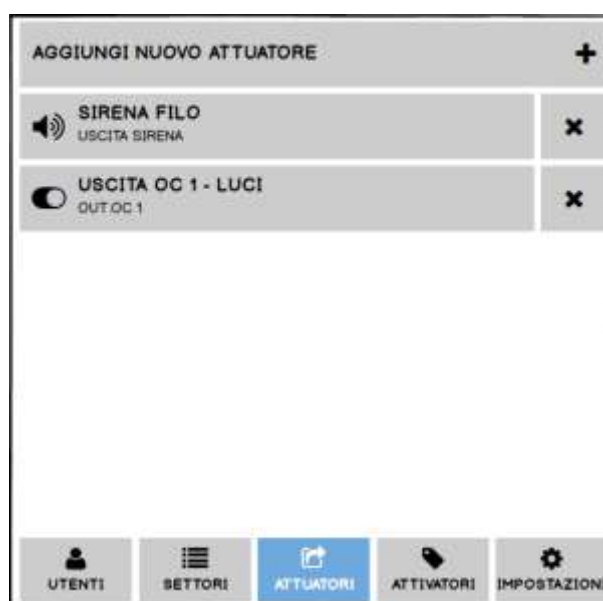 AGGIUNGI NUOVO ATTUATORE
SIRENA FILO
USCITA SIRENA
USCITA OC 1 - LUCI
OUT OC 1
UTENTI
SETTORI
ATTUATORI
ATTIVATORI
IMPOSTAZIONI